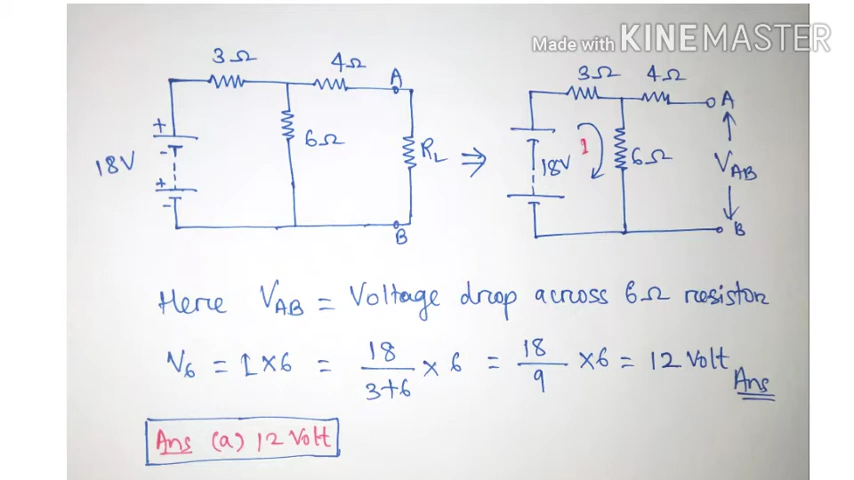 Made with KINEMASTER
3Ω 4Ω A
+ - + - 18V 6Ω RL B ⇒
3Ω 4Ω A
18V I 6Ω VAB B
Here VAB = Voltage drop across 6Ω resistor
V6 = I × 6 = 18/3+6 × 6 = 18/9 × 6 = 12 Volt
Ans
Ans (a) 12 Volt